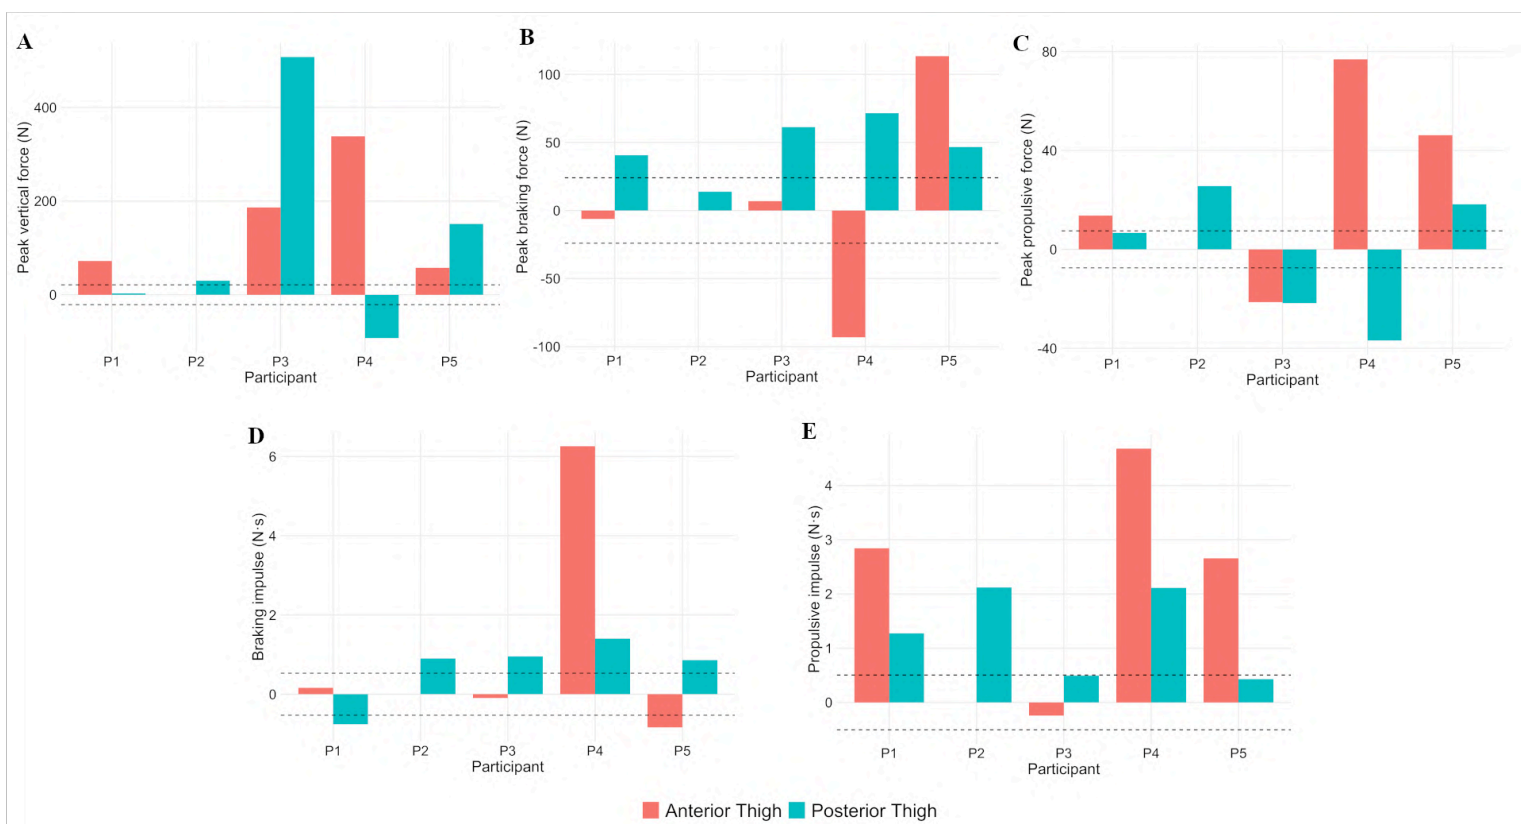 A
Peak vertical force (N)
400
200
0
P1 P2 P3 P4 P5
Participant
B
Peak braking force (N)
100
50
0
-50
-100
P1 P2 P3 P4 P5
Participant
C
Peak propulsive force (N)
80
40
0
-40
P1 P2 P3 P4 P5
Participant
D
Braking impulse (N·s)
6
4
2
0
P1 P2 P3 P4 P5
Participant
E
Propulsive impulse (N·s)
4
3
2
1
0
P1 P2 P3 P4 P5
Participant
Anterior Thigh Posterior Thigh